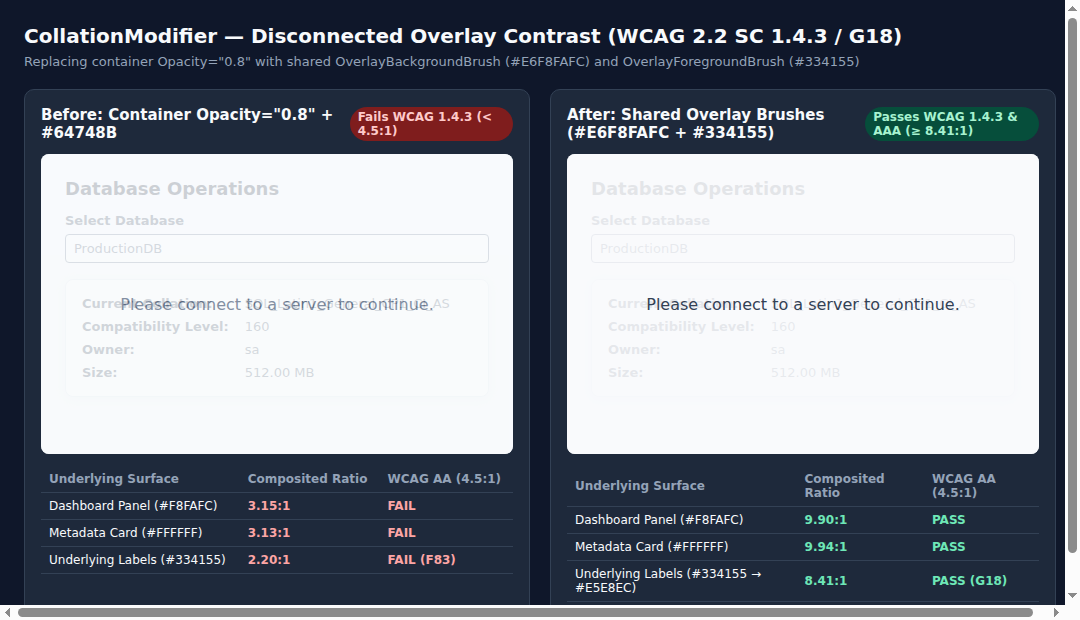 CollationModifier — Disconnected Overlay Contrast (WCAG 2.2 SC 1.4.3 / G18)
Replacing container Opacity="0.8" with shared OverlayBackgroundBrush (#E6F8FAFC) and OverlayForegroundBrush (#334155)
Before: Container Opacity="0.8" +
#64748B
Fails WCAG 1.4.3 (<
4.5:1)
Database Operations
Select Database
ProductionDB
Please connect to a server to continue.
Compatibility Level: 160
Owner: sa
Size: 512.00 MB
Underlying Surface Composited Ratio WCAG AA (4.5:1)
Dashboard Panel (#F8FAFC) 3.15:1 FAIL
Metadata Card (#FFFFFF) 3.13:1 FAIL
Underlying Labels (#334155) 2.20:1 FAIL (F83)
After: Shared Overlay Brushes
(#E6F8FAFC + #334155)
Passes WCAG 1.4.3 &
AAA (≥ 8.41:1)
Database Operations
Select Database
ProductionDB
Please connect to a server to continue.
Compatibility Level: 160
Owner: sa
Size: 512.00 MB
Underlying Surface
Composited
Ratio
WCAG AA
(4.5:1)
Dashboard Panel (#F8FAFC) 9.90:1 PASS
Metadata Card (#FFFFFF) 9.94:1 PASS
Underlying Labels (#334155 →
#E5E8EC)
8.41:1 PASS (G18)